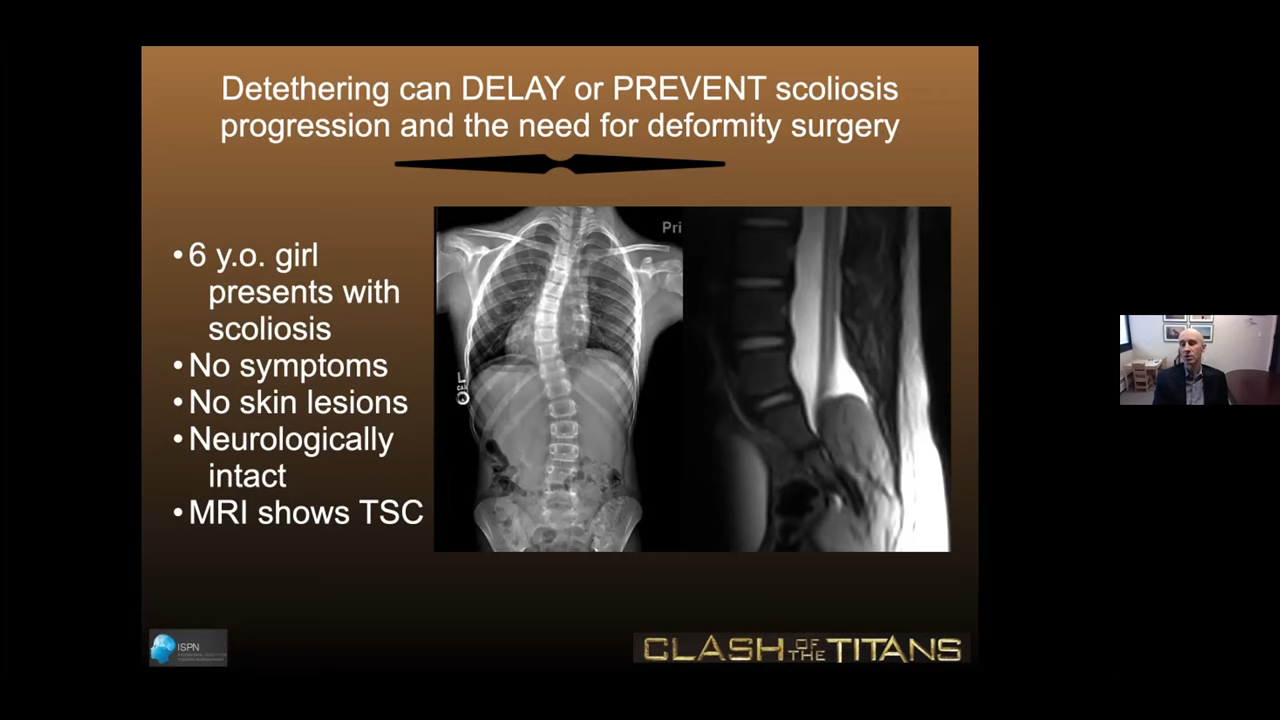 Detethering can DELAY or PREVENT scoliosis
progression and the need for deformity surgery
•6 y.o. girl
presents with
scoliosis
•No symptoms
•No skin lesions
•Neurologically
intact
•MRI shows TSC
Pri
ISPN
CLASH OF THE TITANS